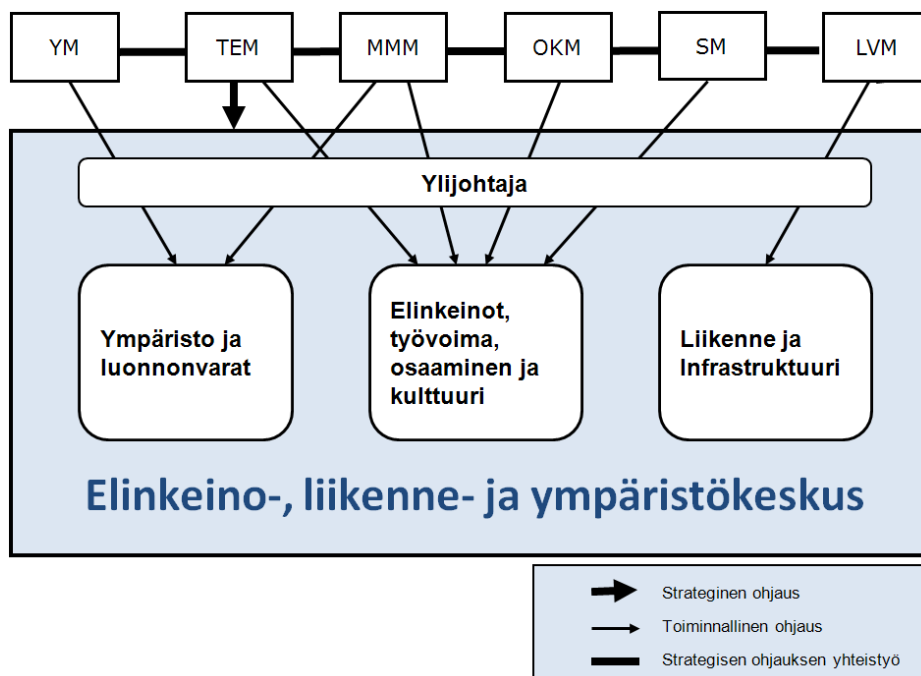 YM
TEM
MMM
OKM
SM
LVM
Ylijohtaja
Ympäristo ja
luonnonvarat
Elinkeinot,
työvoima,
osaaminen ja
kulttuuri
Liikenne ja
Infrastruktuuri
Elinkeino-, liikenne- ja ympäristökeskus
Strateginen ohjaus
Toiminnallinen ohjaus
Strategisen ohjauksen yhteistyö